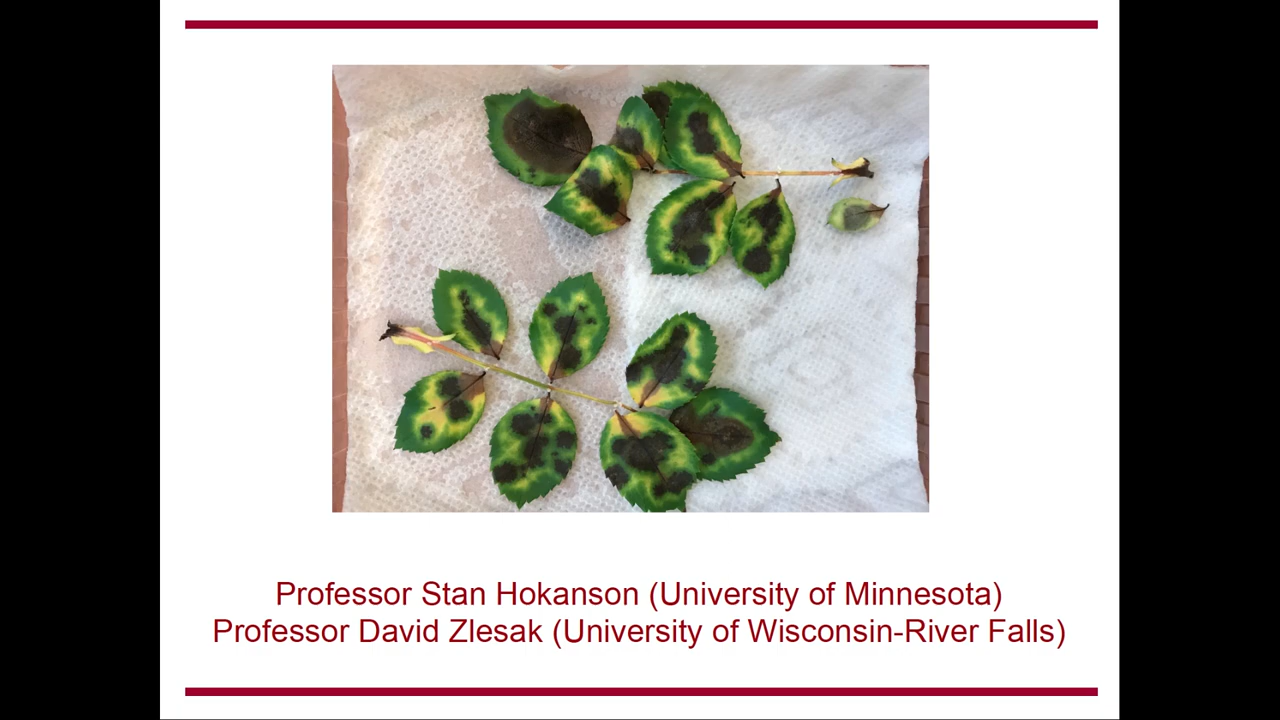 Professor Stan Hokanson (University of Minnesota)
Professor David Zlesak (University of Wisconsin-River Falls)